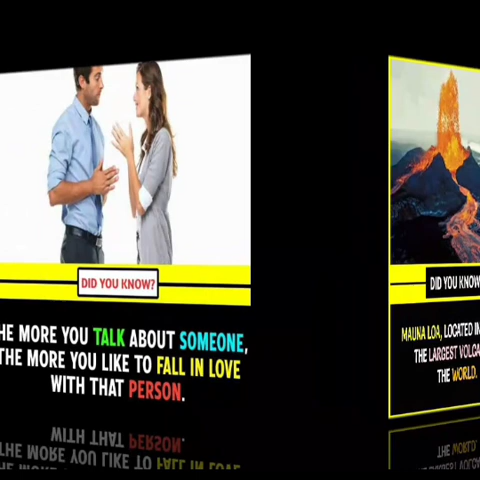 DID YOU KNOW?
THE MORE YOU TALK ABOUT SOMEONE,
THE MORE YOU LIKE TO FALL IN LOVE
WITH THAT PERSON.
DID YOU KNOW
MAUNA LOA, LOCATED IN
THE LARGEST VOLCA
THE WORLD.